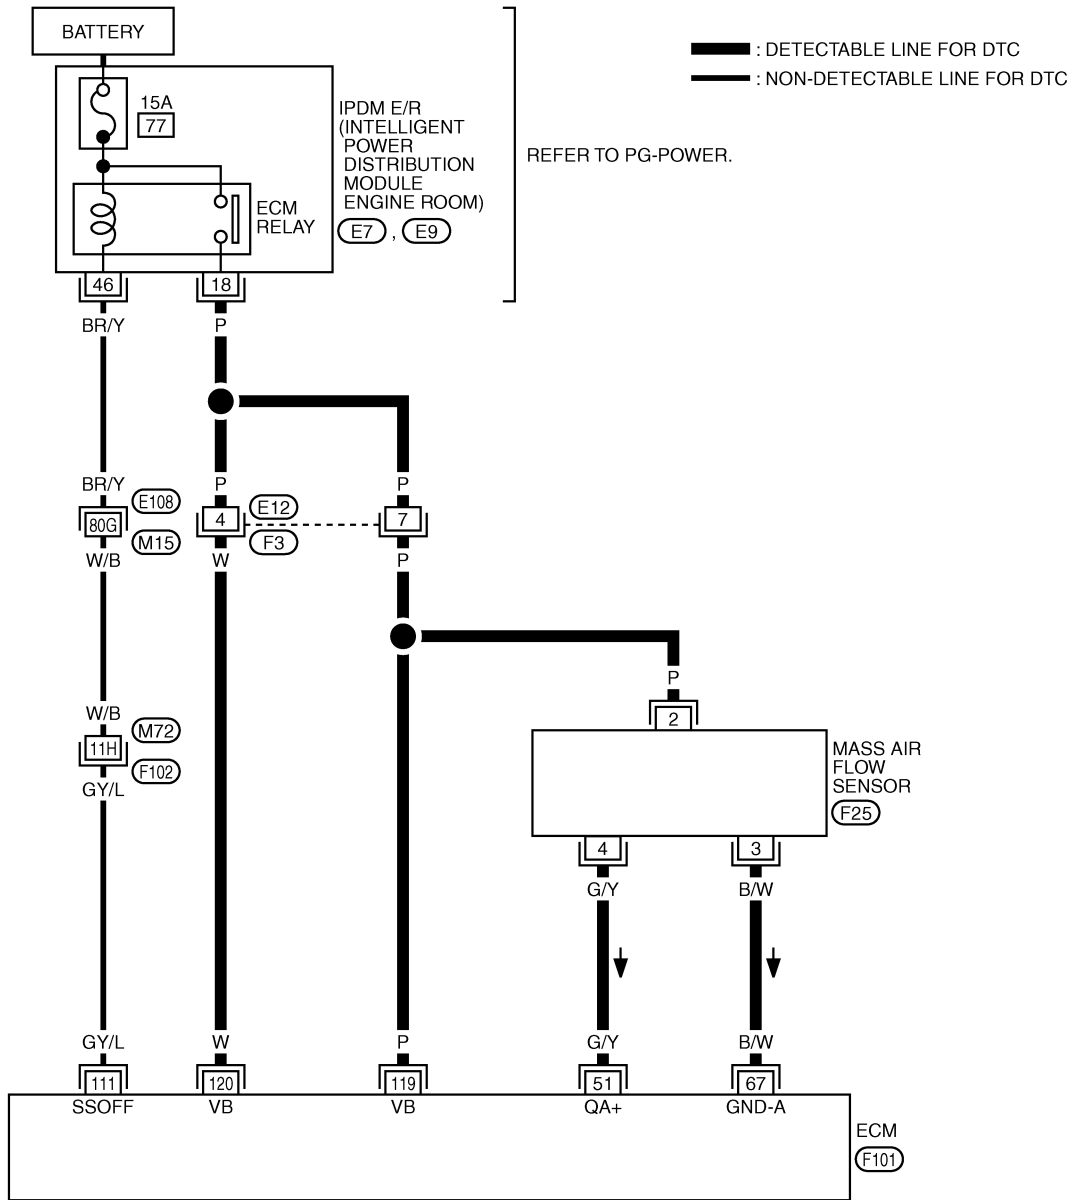 BATTERY
: DETECTABLE LINE FOR DTC
: NON-DETECTABLE LINE FOR DTC
15A
77
IPDM E/R
(INTELLIGENT
POWER
DISTRIBUTION
MODULE
ENGINE ROOM)
E7 , E9
REFER TO PG-POWER.
ECM
RELAY
46 18
BR/Y P
BR/Y P P
E108
E12
80G 4 7
M15
F3
W/B W P
P
2
W/B
M72
11H
F102
GY/L
MASS AIR
FLOW
SENSOR
F25
4 3
G/Y B/W
GY/L W P G/Y B/W
111 120 119 51 67
SSOFF VB VB QA+ GND-A
ECM
F101